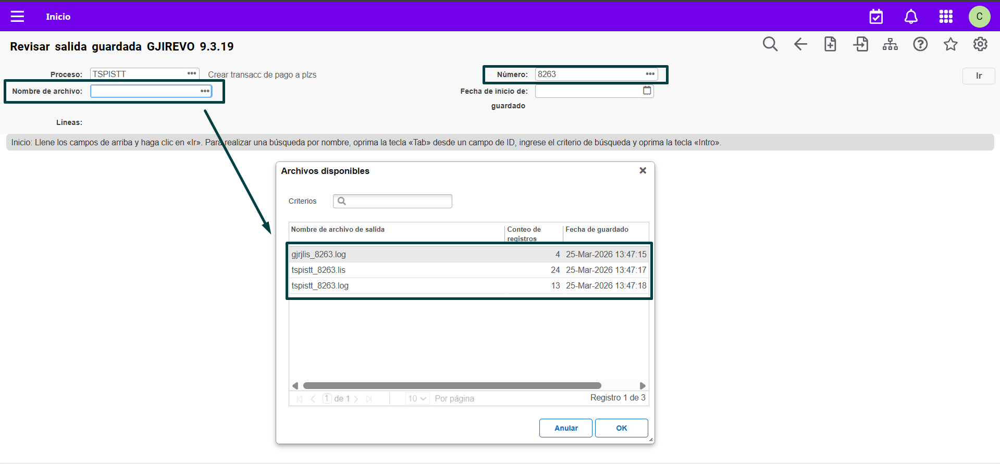 Inicio
C
Revisar salida guardada GJIREVO 9.3.19
Proceso: TSPISTT ••• Crear transacc de pago a plzs
Número: 8263 •••
Ir
Nombre de archivo: •••
Fecha de inicio de:
guardado
Líneas:
Inicio: Llene los campos de arriba y haga clic en «Ir». Para realizar una búsqueda por nombre, oprima la tecla «Tab» desde un campo de ID, ingrese el criterio de búsqueda y oprima la tecla «Intro».
Archivos disponibles
Criterios
Nombre de archivo de salida Conteo de registros Fecha de guardado
gjrjlis_8263.log 4 25-Mar-2026 13:47:15
tspistt_8263.lis 24 25-Mar-2026 13:47:17
tspistt_8263.log 13 25-Mar-2026 13:47:18
1 de 1 10 Por página Registro 1 de 3
Anular OK